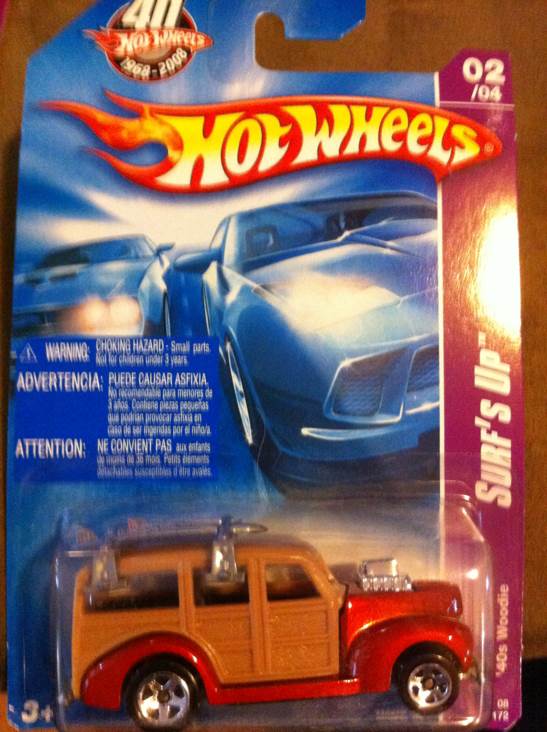 40
HOT WHEELS
1968-2008
02
/04
HOT WHEELS®
WARNING: CHOKING HAZARD - Small parts.
Not for children under 3 years.
ADVERTENCIA: PUEDE CAUSAR ASFIXIA.
No recomendable para menores de
3 años. Contiene piezas pequeñas
que podrían provocar asfixia en
caso de ser ingeridas por el niño/a.
ATTENTION: NE CONVIENT PAS aux enfants
de moins de 36 mois. Petits éléments
détachables susceptibles d'être avalés.
SURF'S UP™
'40s Woodie
3+
08
172